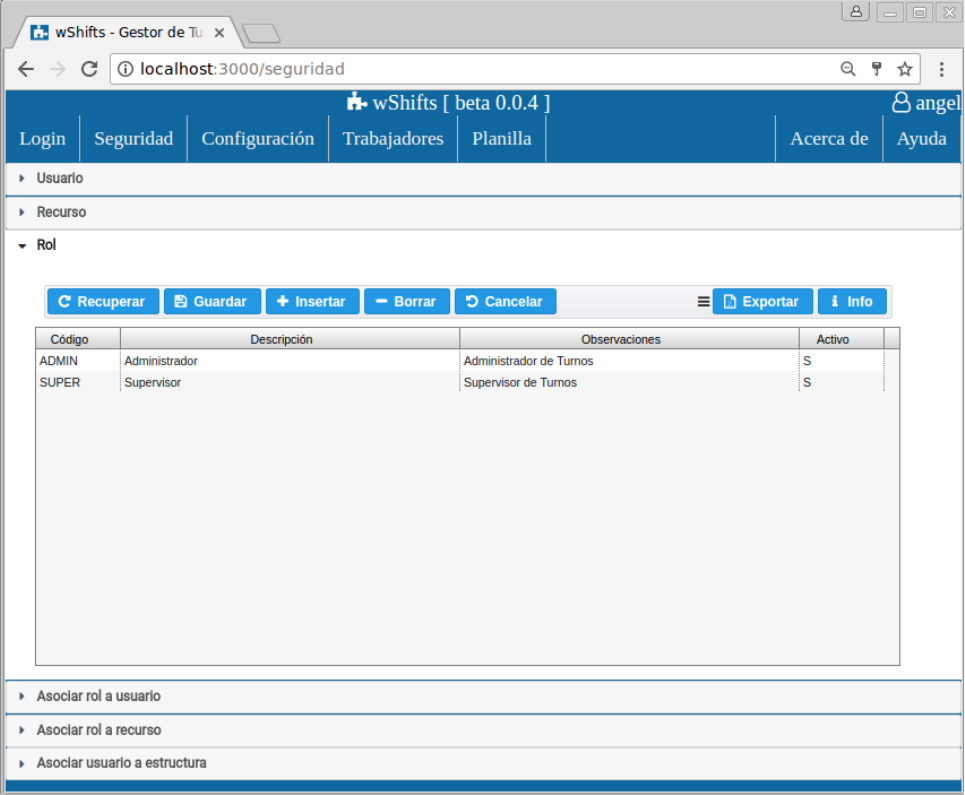 wShifts - Gestor de Tu
localhost:3000/seguridad
wShifts [ beta 0.0.4 ]
angel
Login Seguridad Configuración Trabajadores Planilla Acerca de Ayuda
Usuario
Recurso
Rol
Recuperar Guardar Insertar Borrar Cancelar Exportar Info
Código Descripción Observaciones Activo
ADMIN Administrador Administrador de Turnos S
SUPER Supervisor Supervisor de Turnos S
Asociar rol a usuario
Asociar rol a recurso
Asociar usuario a estructura